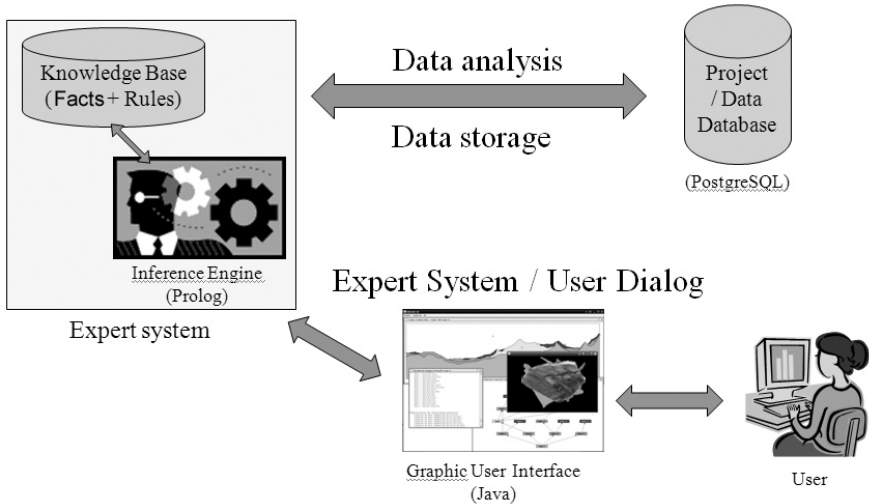 Knowledge Base
(Facts + Rules)
Inference Engine
(Prolog)
Expert system
Data analysis
Data storage
Project
/ Data
Database
(PostgreSQL)
Expert System / User Dialog
Graphic User Interface
(Java)
User